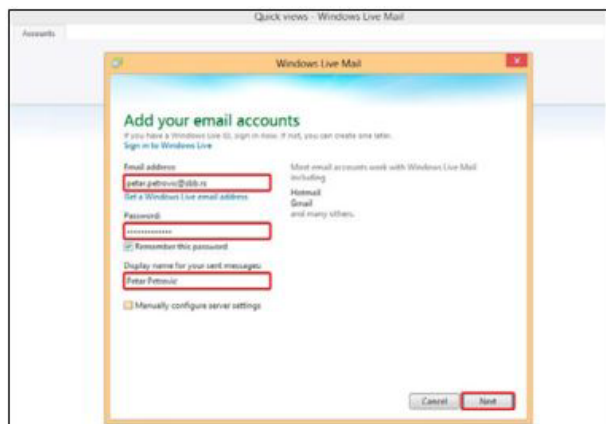 Quick views - Windows Live Mail
Accounts
Windows Live Mail
Add your email accounts
If you have a Windows Live ID, sign in now. If not, you can create one later.
Sign in to Windows Live
Email address:
petar.petrovic@sbb.rs
Get a Windows Live email address
Password:
•••••••••••••
Remember this password
Display name for your sent messages:
Petar Petrovic
Manually configure server settings
Most email accounts work with Windows Live Mail
including
Hotmail
Gmail
and many others.
Cancel
Next